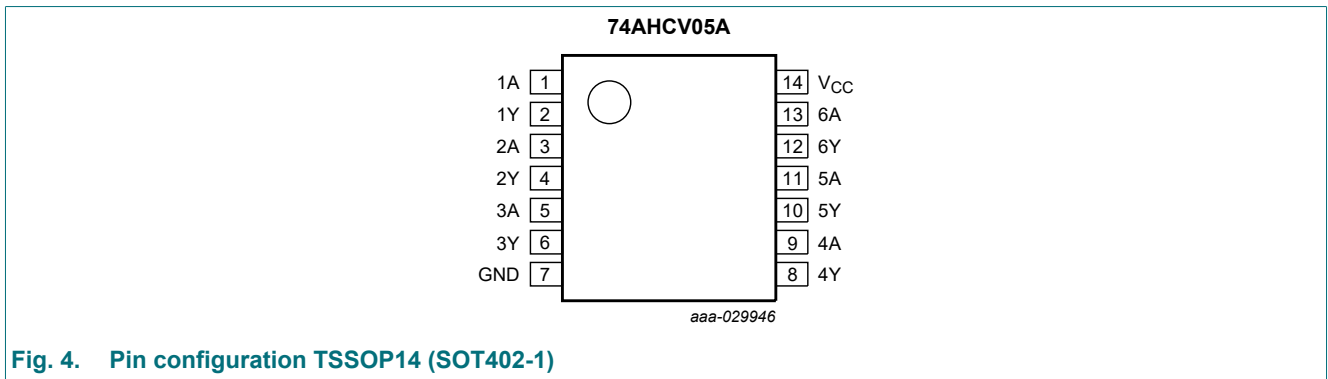 74AHCV05A
1A 1 14 VCC
1Y 2 13 6A
2A 3 12 6Y
2Y 4 11 5A
3A 5 10 5Y
3Y 6 9 4A
GND 7 8 4Y
aaa-029946
Fig. 4. Pin configuration TSSOP14 (SOT402-1)